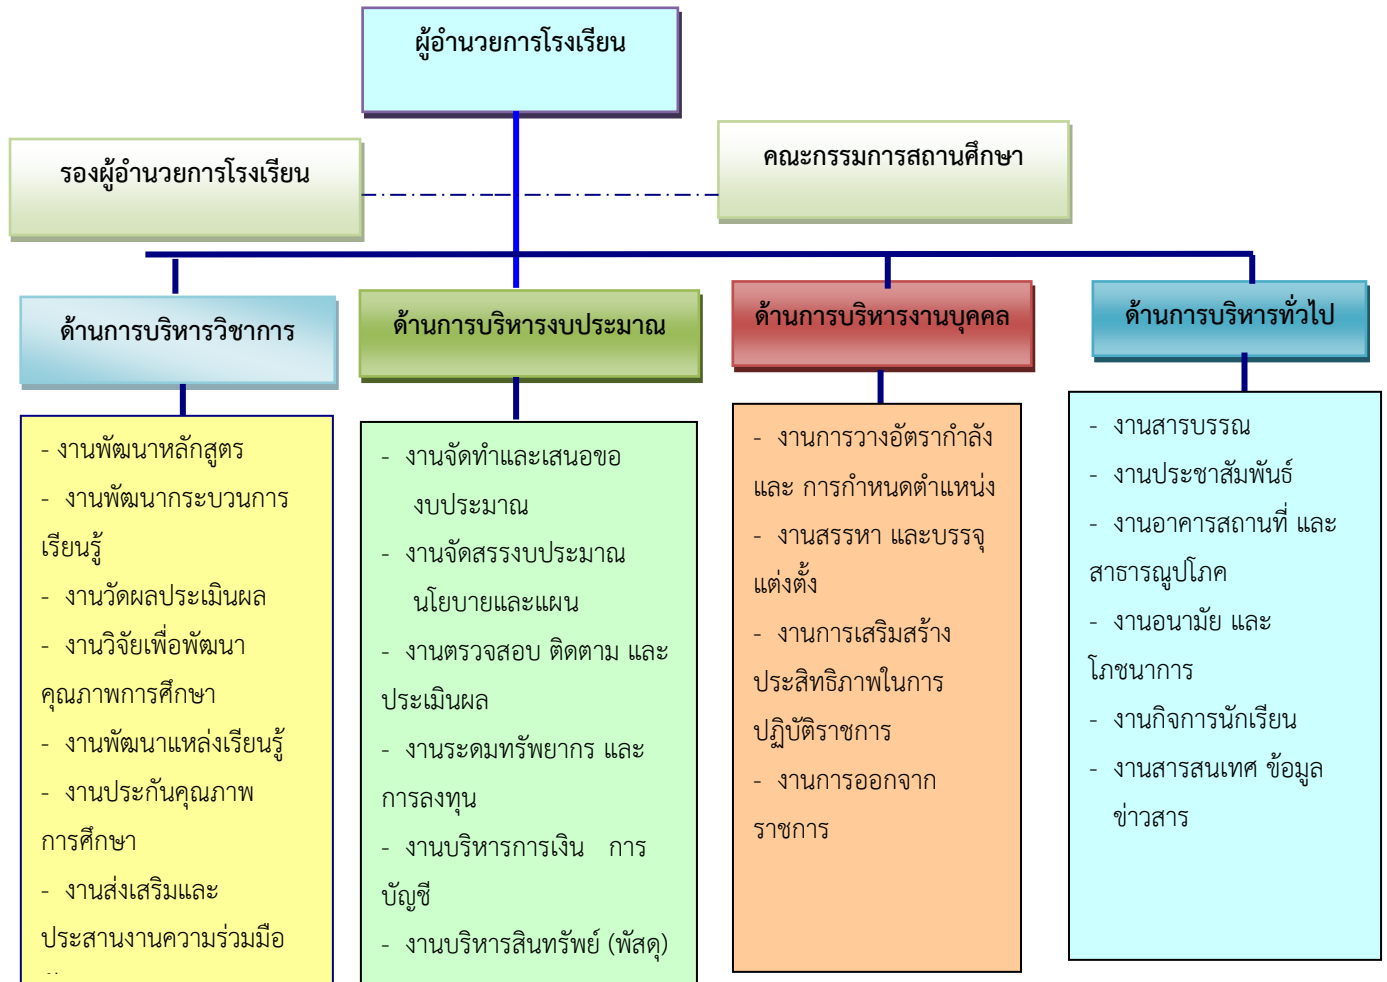 ผู้อำนวยการโรงเรียน
รองผู้อำนวยการโรงเรียน
คณะกรรมการสถานศึกษา
ด้านการบริหารวิชาการ
- งานพัฒนาหลักสูตร
- งานพัฒนากระบวนการ
เรียนรู้
- งานวัดผลประเมินผล
- งานวิจัยเพื่อพัฒนา
คุณภาพการศึกษา
- งานพัฒนาแหล่งเรียนรู้
- งานประกันคุณภาพ
การศึกษา
- งานส่งเสริมและ
ประสานงานความร่วมมือ
ด้านการบริหารงบประมาณ
- งานจัดทำและเสนอขอ
งบประมาณ
- งานจัดสรรงบประมาณ
นโยบายและแผน
- งานตรวจสอบ ติดตาม และ
ประเมินผล
- งานระดมทรัพยากร และ
การลงทุน
- งานบริหารการเงิน การ
บัญชี
- งานบริหารสินทรัพย์ (พัสดุ)
ด้านการบริหารงานบุคคล
- งานการวางอัตรากำลัง
และ การกำหนดตำแหน่ง
- งานสรรหา และบรรจุ
แต่งตั้ง
- งานการเสริมสร้าง
ประสิทธิภาพในการ
ปฏิบัติราชการ
- งานการออกจาก
ราชการ
ด้านการบริหารทั่วไป
- งานสารบรรณ
- งานประชาสัมพันธ์
- งานอาคารสถานที่ และ
สาธารณูปโภค
- งานอนามัย และ
โภชนาการ
- งานกิจการนักเรียน
- งานสารสนเทศ ข้อมูล
ข่าวสาร